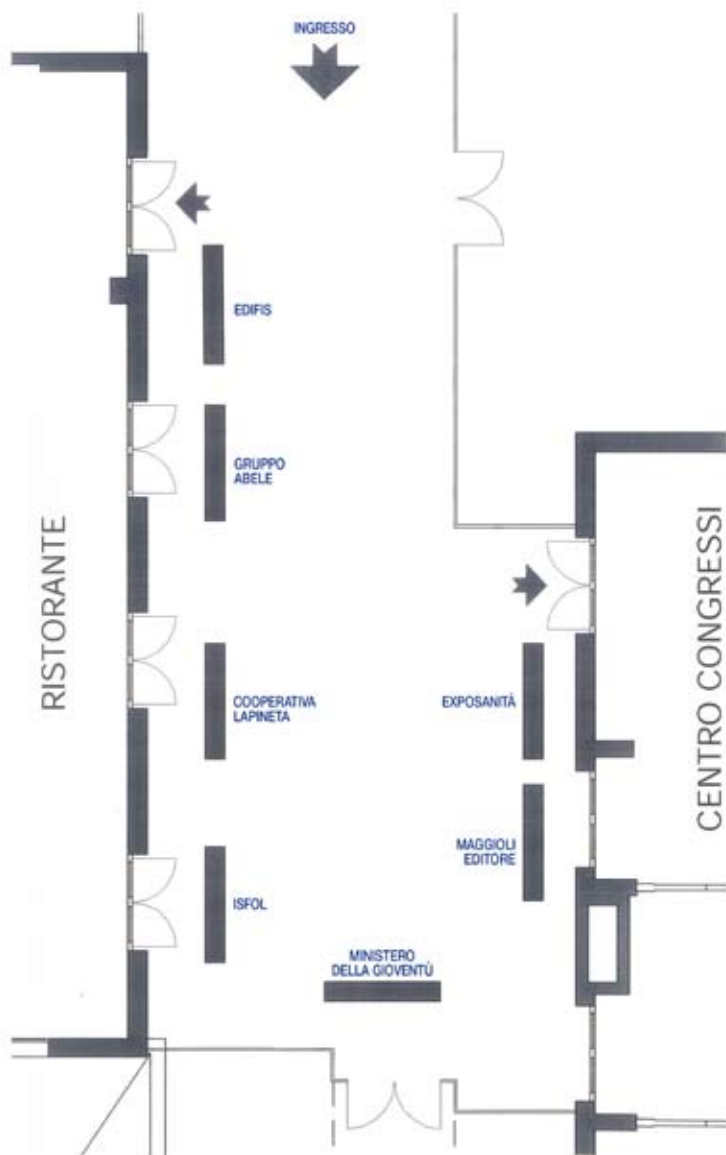 INGRESSO
EDIFIS
GRUPPO
ABELE
RISTORANTE
CENTRO CONGRESSI
COOPERATIVA
LAPINETA
EXPOSANITÀ
MAGGIOLI
EDITORE
ISFOL
MINISTERO
DELLA GIOVENTÙ